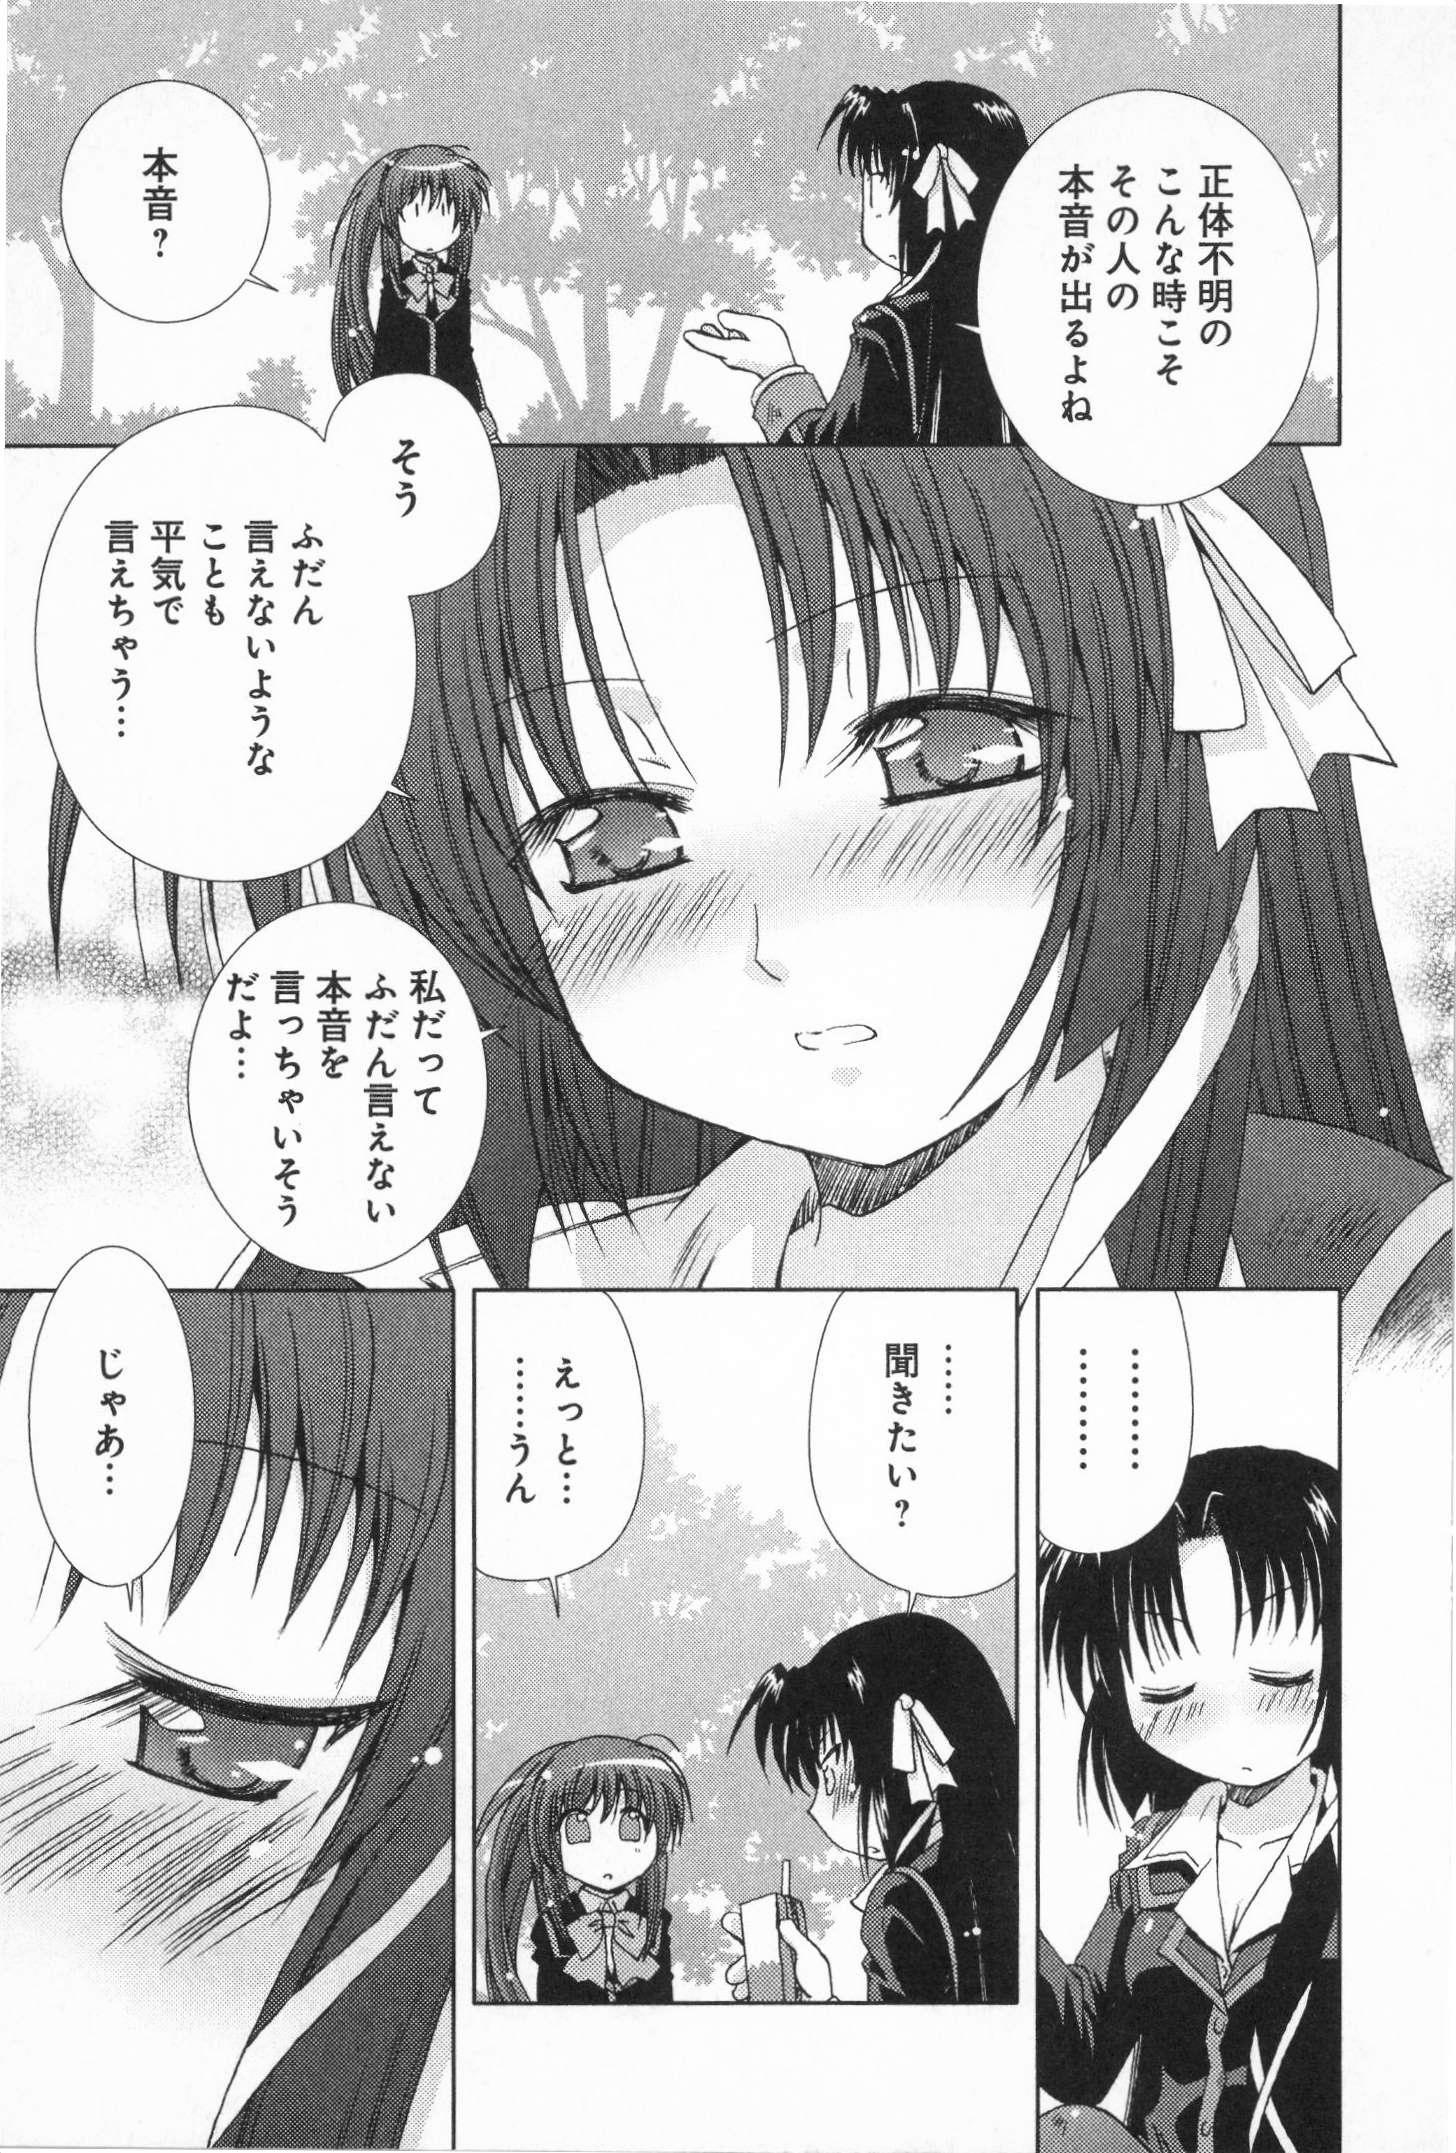 正体不明の
こんな時こそ
その人の
本音が出るよね
本音?
そう
ふだん
言えないような
ことも
平気で
言えちゃう…
私だって
ふだん言えない
本音を
言っちゃいそう
だよ…
………
………
……
聞きたい?
えっと…
……うん
じゃあ…